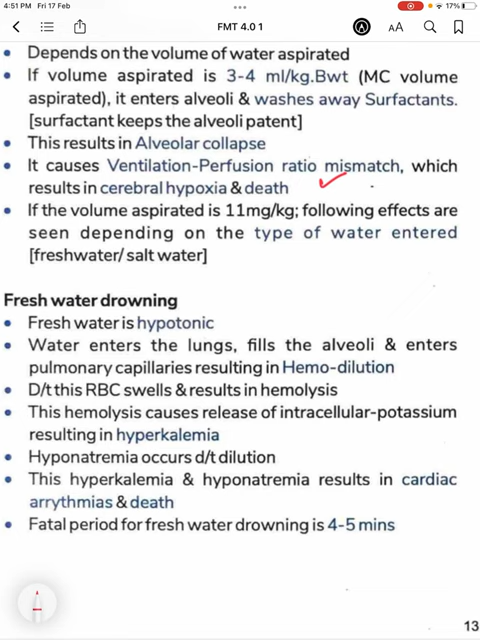 4:51 PM Fri 17 Feb
17%
FMT 4.0 1
AA
• Depends on the volume of water aspirated
• If volume aspirated is 3-4 ml/kg.Bwt (MC volume
aspirated), it enters alveoli & washes away Surfactants.
[surfactant keeps the alveoli patent]
• This results in Alveolar collapse
• It causes Ventilation-Perfusion ratio mismatch, which
results in cerebral hypoxia & death
• If the volume aspirated is 11mg/kg; following effects are
seen depending on the type of water entered
[freshwater/ salt water]
Fresh water drowning
• Fresh water is hypotonic
• Water enters the lungs, fills the alveoli & enters
pulmonary capillaries resulting in Hemo-dilution
• D/t this RBC swells & results in hemolysis
• This hemolysis causes release of intracellular-potassium
resulting in hyperkalemia
• Hyponatremia occurs d/t dilution
• This hyperkalemia & hyponatremia results in cardiac
arrythmias & death
• Fatal period for fresh water drowning is 4-5 mins
13